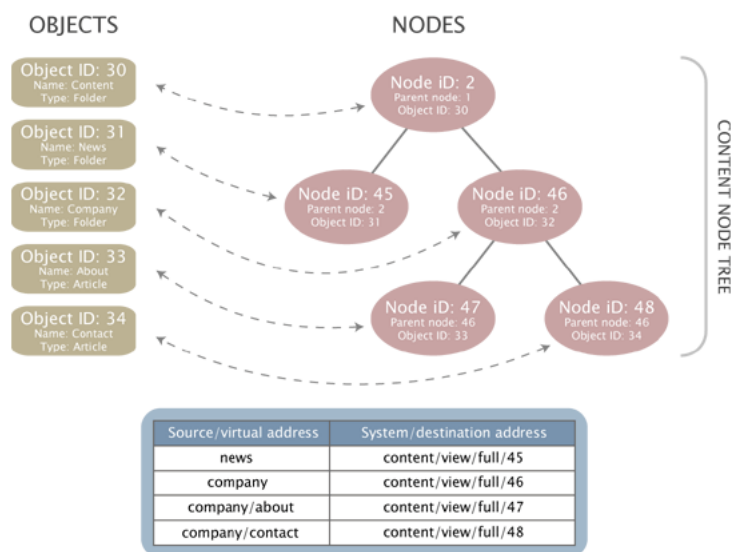 OBJECTS
NODES
Object ID: 30
Name: Content
Type: Folder
Object ID: 31
Name: News
Type: Folder
Object ID: 32
Name: Company
Type: Folder
Object ID: 33
Name: About
Type: Article
Object ID: 34
Name: Contact
Type: Article
Node iD: 2
Parent node: 1
Object ID: 30
Node iD: 45
Parent node: 2
Object ID: 31
Node iD: 46
Parent node: 2
Object ID: 32
Node iD: 47
Parent node: 46
Object ID: 33
Node iD: 48
Parent node: 46
Object ID: 34
CONTENT NODE TREE
Source/virtual address System/destination address
news content/view/full/45
company content/view/full/46
company/about content/view/full/47
company/contact content/view/full/48